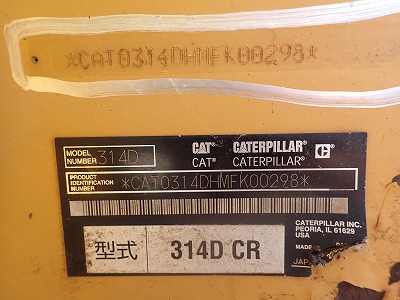 *CAT0314DHMFK00298*
MODEL NUMBER 314D CAT® CATERPILLAR®
CAT® CATERPILLAR®
PRODUCT IDENTIFICATION NUMBER *CAT0314DHMFK00298*
CATERPILLAR INC.
PEORIA, IL 61629
USA
型式 314D CR
JAP